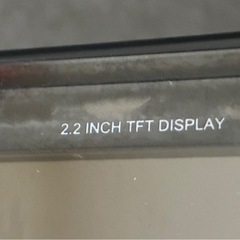 2.2 INCH TFT DISPLAY